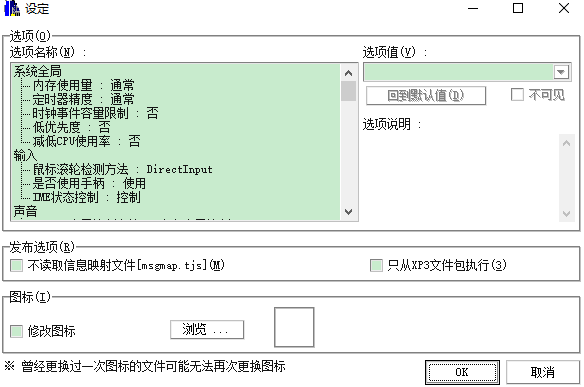 设定
选项(O)
选项名称(N) :
系统全局
内存使用量 : 通常
定时器精度 : 通常
时钟事件容量限制 : 否
低优先度 : 否
减低CPU使用率 : 否
输入
鼠标滚轮检测方法 : DirectInput
是否使用手柄 : 使用
IME状态控制 : 控制
声音
选项值(V) :
回到默认值(D)
不可见
选项说明 :
发布选项(R)
不读取信息映射文件[msgmap.tjs](M)
只从XP3文件包执行(3)
图标(I)
修改图标
浏览 ...
※ 曾经更换过一次图标的文件可能无法再次更换图标
OK
取消